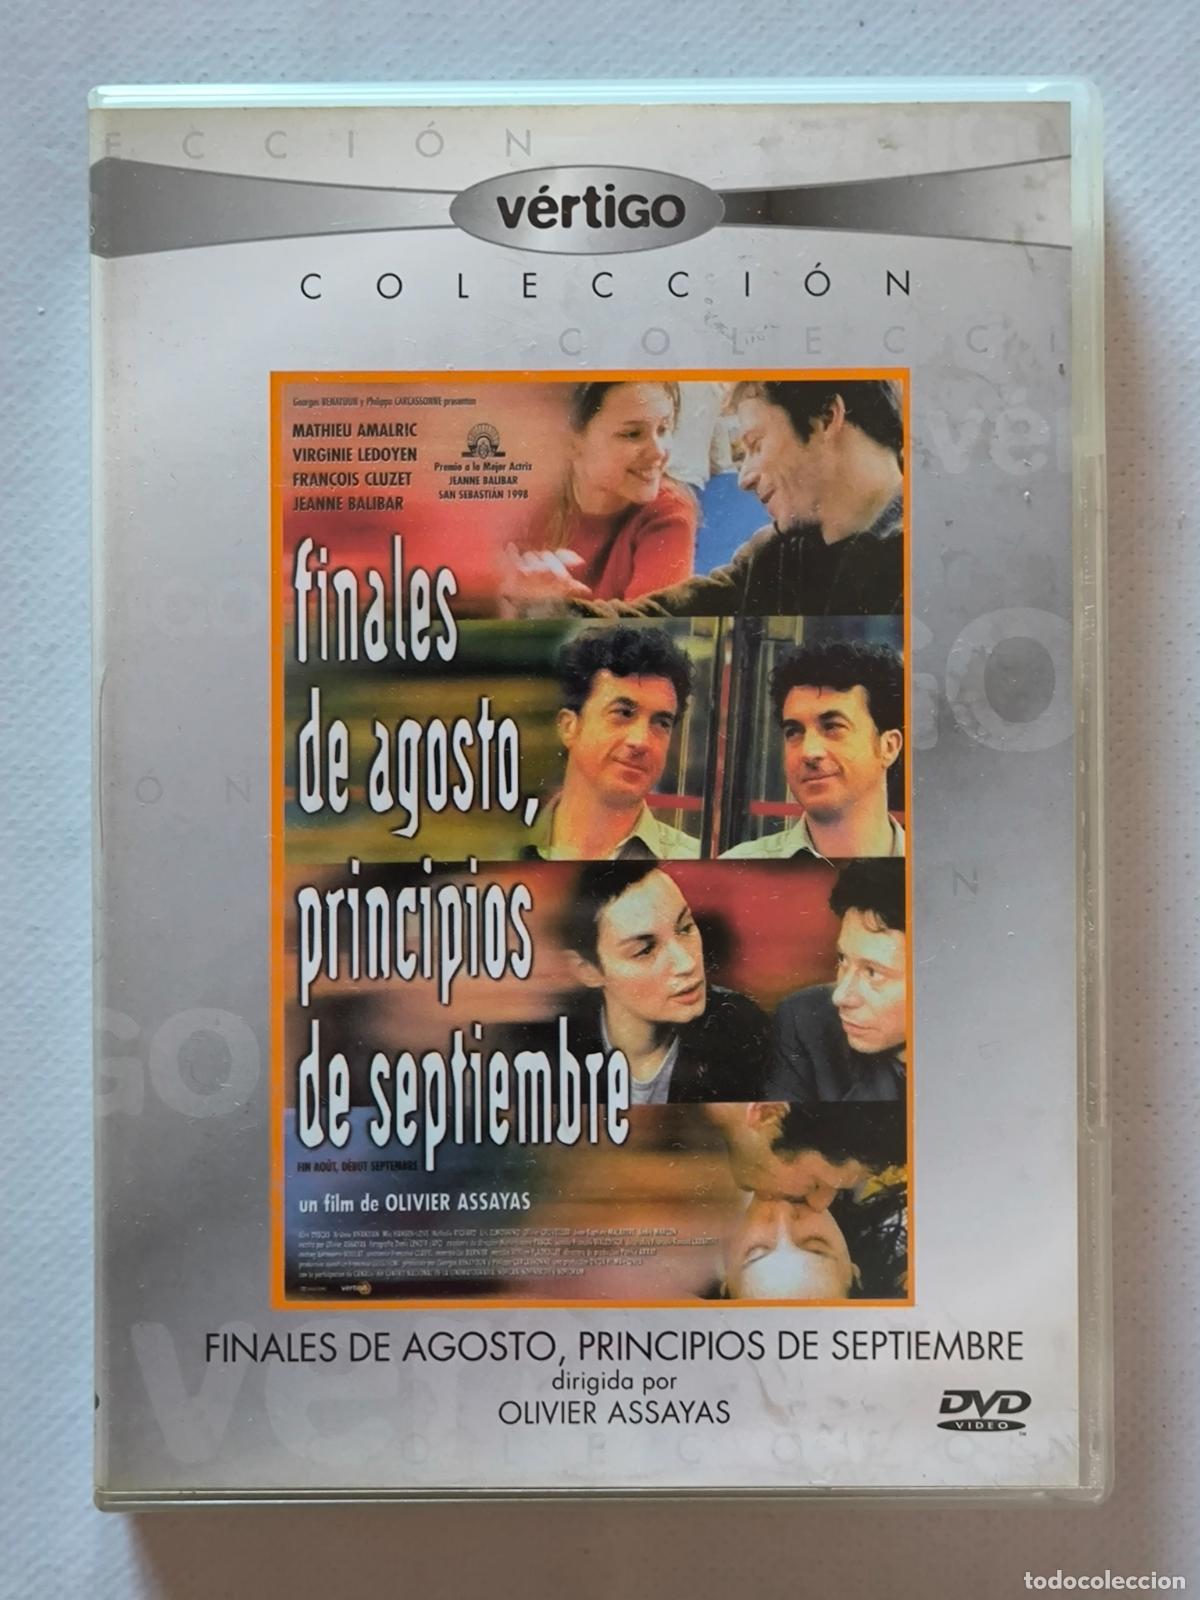 ECCIÓN
vértigo
COLECCIÓN
COLECCI
Georges BENAYOUN y Philippe CARCASSONNE presentan
MATHIEU AMALRIC
VIRGINIE LEDOYEN
FRANÇOIS CLUZET
JEANNE BALIBAR
Premio a la Mejor Actriz
JEANNE BALIBAR
SAN SEBASTIÁN 1998
finales
de agosto,
principios
de septiembre
FIN AOÛT, DÉBUT SEPTEMBRE
un film de OLIVIER ASSAYAS
vertigo
FINALES DE AGOSTO, PRINCIPIOS DE SEPTIEMBRE
dirigida por
OLIVIER ASSAYAS
DVD
VIDEO
todocoleccion